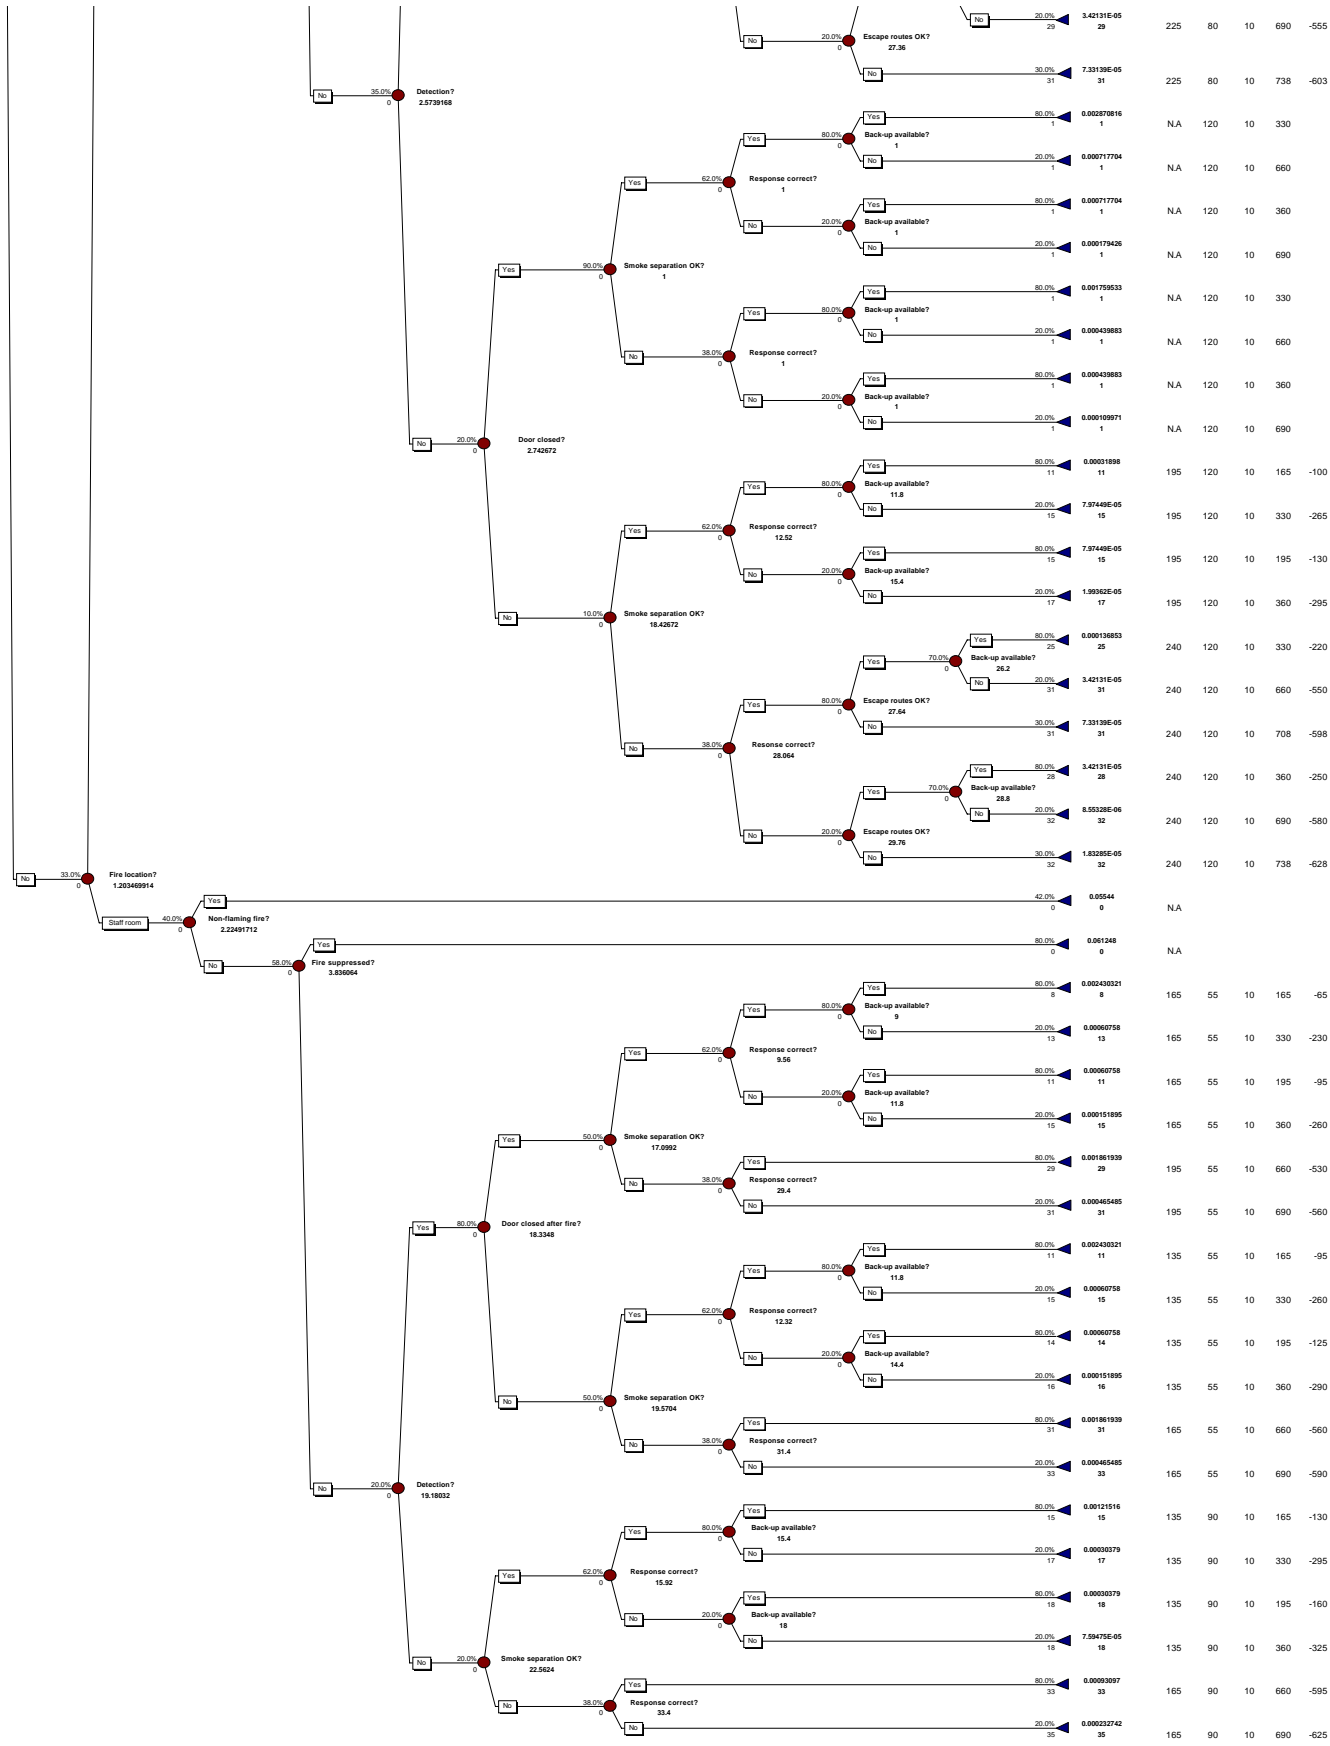 No 20.0% 3.42131E-05
29 29 225 80 10 690 -555
No 20.0% Escape routes OK?
0 27.36
No 30.0% 7.33139E-05
31 31 225 80 10 738 -603
No 35.0% Detection?
0 2.5739168
Yes 80.0% 0.002870816
1 1 N.A 120 10 330
Yes 80.0% Back-up available?
0 1
No 20.0% 0.000717704
1 1 N.A 120 10 660
Yes 62.0% Response correct?
0 1
Yes 80.0% 0.000717704
1 1 N.A 120 10 360
No 20.0% Back-up available?
0 1
No 20.0% 0.000179426
1 1 N.A 120 10 690
Yes 90.0% Smoke separation OK?
0 1
Yes 80.0% 0.001759533
1 1 N.A 120 10 330
Yes 80.0% Back-up available?
0 1
No 20.0% 0.000439883
1 1 N.A 120 10 660
No 38.0% Response correct?
0 1
Yes 80.0% 0.000439883
1 1 N.A 120 10 360
No 20.0% Back-up available?
0 1
No 20.0% 0.000109971
1 1 N.A 120 10 690
No 20.0% Door closed?
0 2.742672
Yes 80.0% 0.00031898
11 11 195 120 10 165 -100
Yes 80.0% Back-up available?
0 11.8
No 20.0% 7.97449E-05
15 15 195 120 10 330 -265
Yes 62.0% Response correct?
0 12.52
Yes 80.0% 7.97449E-05
15 15 195 120 10 195 -130
No 20.0% Back-up available?
0 15.4
No 20.0% 1.99362E-05
17 17 195 120 10 360 -295
No 10.0% Smoke separation OK?
0 18.42672
Yes 80.0% 0.000136853
25 25 240 120 10 330 -220
Yes 70.0% Back-up available?
0 26.2
No 20.0% 3.42131E-05
31 31 240 120 10 660 -550
Yes 80.0% Escape routes OK?
0 27.64
No 30.0% 7.33139E-05
31 31 240 120 10 708 -598
No 38.0% Resonse correct?
0 28.064
Yes 80.0% 3.42131E-05
28 28 240 120 10 360 -250
Yes 70.0% Back-up available?
0 28.8
No 20.0% 8.55328E-06
32 32 240 120 10 690 -580
No 20.0% Escape routes OK?
0 29.76
No 30.0% 1.83285E-05
32 32 240 120 10 738 -628
No 33.0% Fire location?
0 1.203469914
Yes 42.0% 0.05544
0 0 N.A
Staff room 40.0% Non-flaming fire?
0 2.22491712
Yes 80.0% 0.061248
0 0 N.A
No 58.0% Fire suppressed?
0 3.836064
Yes 80.0% 0.002430321
8 8 165 55 10 165 -65
Yes 80.0% Back-up available?
0 9
No 20.0% 0.00060758
13 13 165 55 10 330 -230
Yes 62.0% Response correct?
0 9.56
Yes 80.0% 0.00060758
11 11 165 55 10 195 -95
No 20.0% Back-up available?
0 11.8
No 20.0% 0.000151895
15 15 165 55 10 360 -260
Yes 50.0% Smoke separation OK?
0 17.0992
Yes 80.0% 0.001861939
29 29 195 55 10 660 -530
No 38.0% Response correct?
0 29.4
No 20.0% 0.000465485
31 31 195 55 10 690 -560
Yes 80.0% Door closed after fire?
0 18.3348
Yes 80.0% 0.002430321
11 11 135 55 10 165 -95
Yes 80.0% Back-up available?
0 11.8
No 20.0% 0.00060758
15 15 135 55 10 330 -260
Yes 62.0% Response correct?
0 12.32
Yes 80.0% 0.00060758
14 14 135 55 10 195 -125
No 20.0% Back-up available?
0 14.4
No 20.0% 0.000151895
16 16 135 55 10 360 -290
No 50.0% Smoke separation OK?
0 19.5704
Yes 80.0% 0.001861939
31 31 165 55 10 660 -560
No 38.0% Response correct?
0 31.4
No 20.0% 0.000465485
33 33 165 55 10 690 -590
No 20.0% Detection?
0 19.18032
Yes 80.0% 0.00121516
15 15 135 90 10 165 -130
Yes 80.0% Back-up available?
0 15.4
No 20.0% 0.00030379
17 17 135 90 10 330 -295
Yes 62.0% Response correct?
0 15.92
Yes 80.0% 0.00030379
18 18 135 90 10 195 -160
No 20.0% Back-up available?
0 18
No 20.0% 7.59475E-05
18 18 135 90 10 360 -325
No 20.0% Smoke separation OK?
0 22.5624
Yes 80.0% 0.00093097
33 33 165 90 10 660 -595
No 38.0% Response correct?
0 33.4
No 20.0% 0.000232742
35 35 165 90 10 690 -625